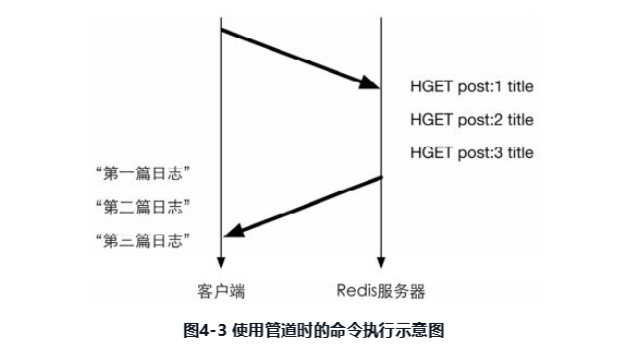 HGET post:1 title
HGET post:2 title
HGET post:3 title
“第一篇日志”
“第二篇日志”
“第三篇日志”
客户端
Redis服务器
图4-3 使用管道时的命令执行示意图